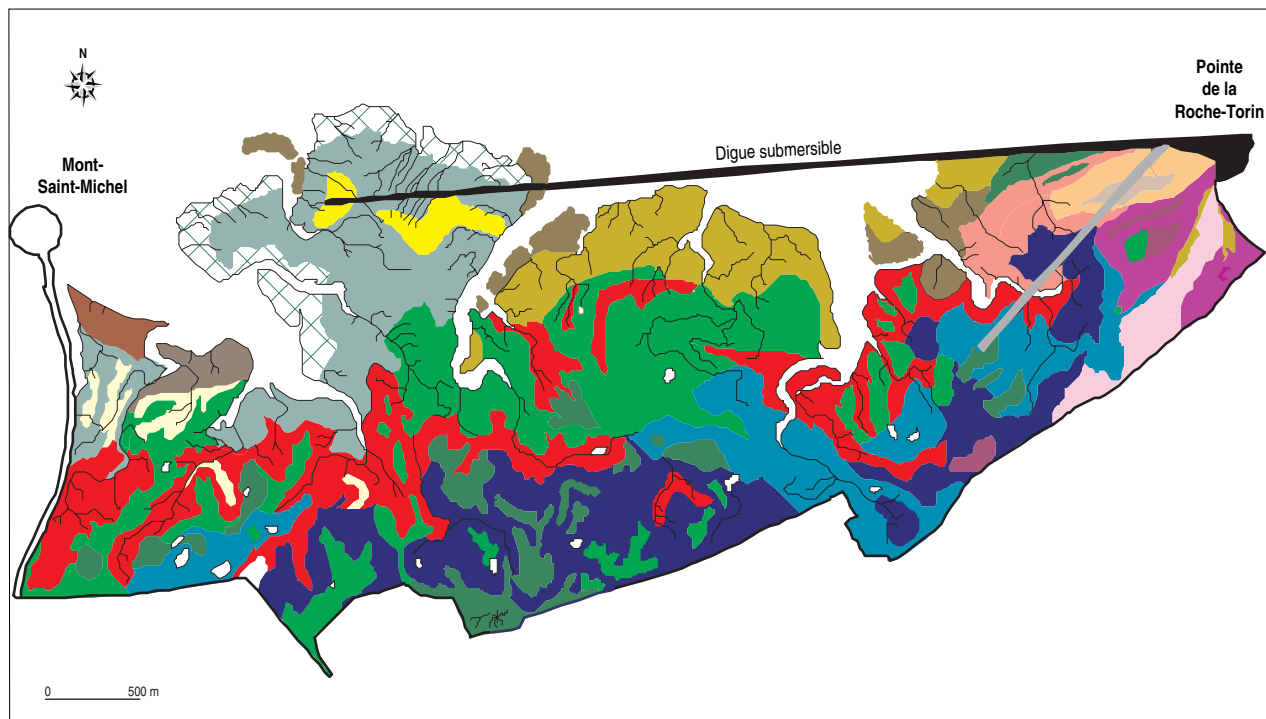 N
Mont-
Saint-Michel
Digue submersible
Pointe
de la
Roche-Torin
0 500 m